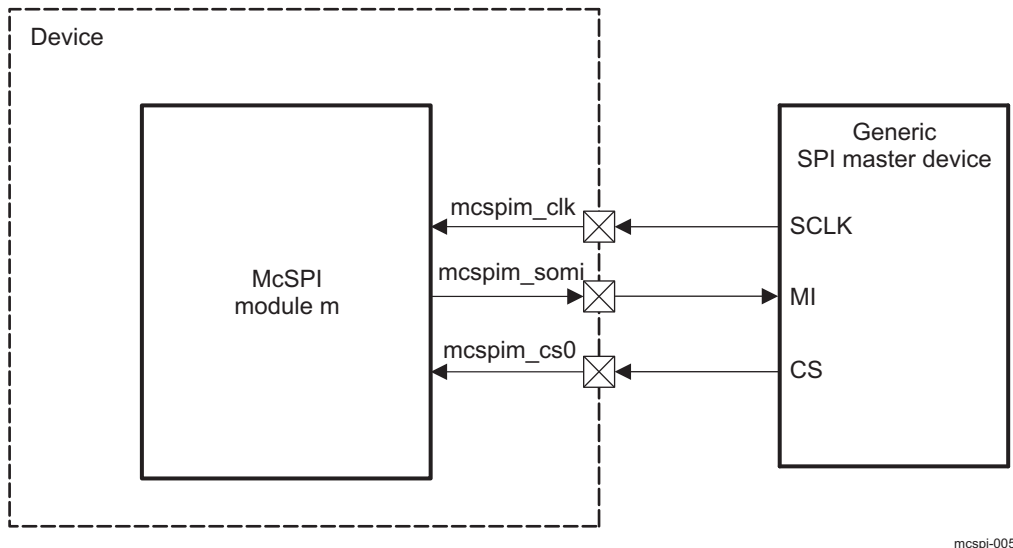 Device
Generic
SPI master device
mcspim_clk
SCLK
McSPI
module m
mcspim_somi
MI
mcspim_cs0
CS
mcspi-005